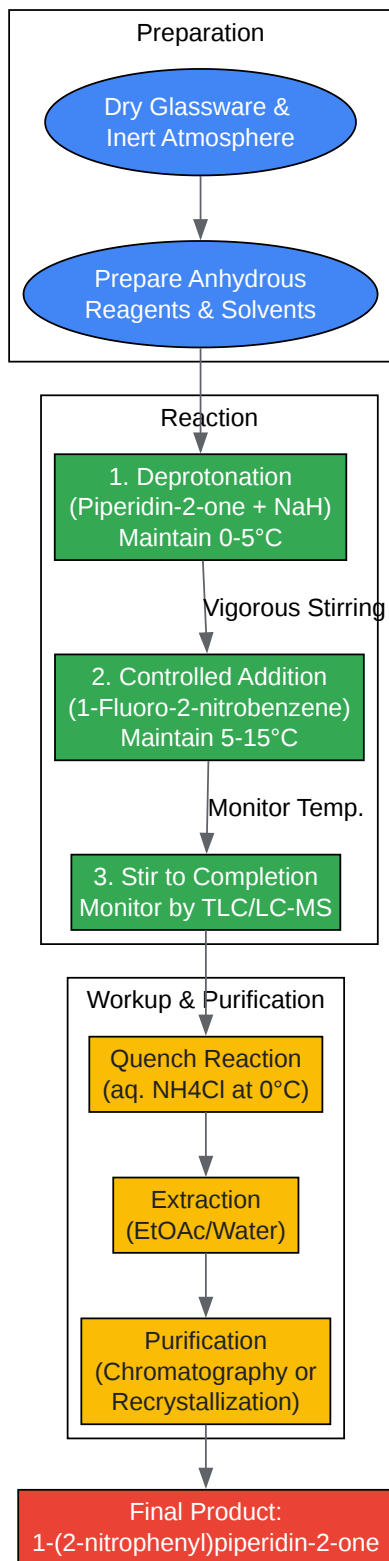 Preparation
Dry Glassware &
Inert Atmosphere
Prepare Anhydrous
Reagents & Solvents
Reaction
1. Deprotonation
(Piperidin-2-one + NaH)
Maintain 0-5°C
Vigorous Stirring
2. Controlled Addition
(1-Fluoro-2-nitrobenzene)
Maintain 5-15°C
Monitor Temp.
3. Stir to Completion
Monitor by TLC/LC-MS
Workup & Purification
Quench Reaction
(aq. NH4Cl at 0°C)
Extraction
(EtOAc/Water)
Purification
(Chromatography or
Recrystallization)
Final Product:
1-(2-nitrophenyl)piperidin-2-one